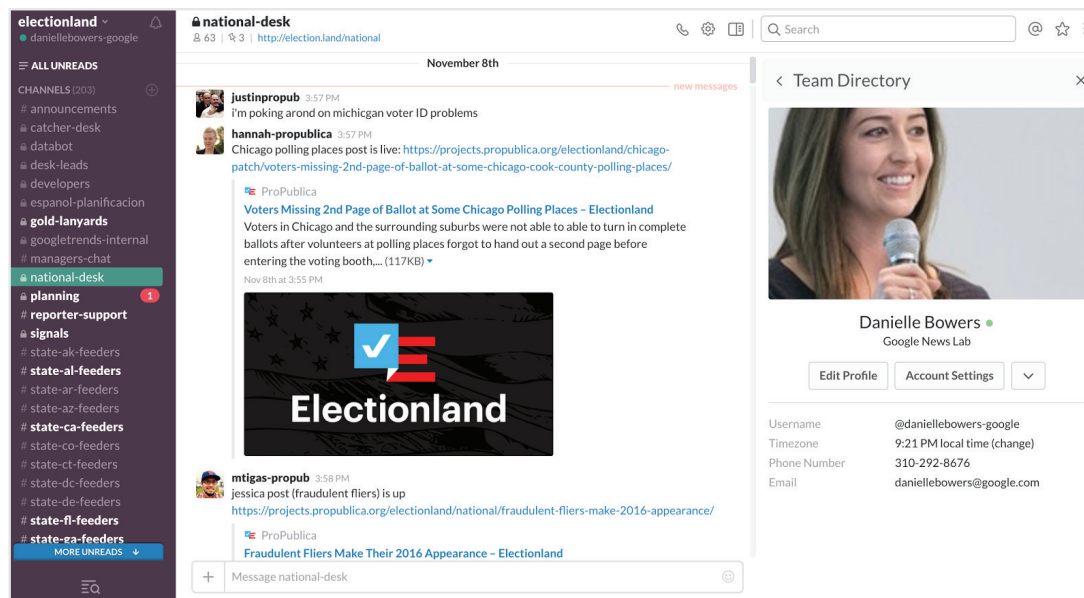 electionland
daniellebowers-google
ALL UNREADS
CHANNELS (203)
# announcements
catcher-desk
databot
desk-leads
developers
espanol-planificacion
gold-lanyards
googletrends-internal
# managers-chat
national-desk
planning 1
# reporter-support
signals
# state-ak-feeders
# state-al-feeders
# state-ar-feeders
# state-az-feeders
# state-ca-feeders
# state-co-feeders
# state-ct-feeders
# state-dc-feeders
# state-de-feeders
# state-fl-feeders
# state-ga-feeders
MORE UNREADS ↓
national-desk
63 | 3 | http://election.land/national
Search
November 8th
new messages
justinpropub 3:57 PM
i'm poking arond on michicgan voter ID problems
hannah-propublica 3:57 PM
Chicago polling places post is live: https://projects.propublica.org/electionland/chicago-
patch/voters-missing-2nd-page-of-ballot-at-some-chicago-cook-county-polling-places/
ProPublica
Voters Missing 2nd Page of Ballot at Some Chicago Polling Places – Electionland
Voters in Chicago and the surrounding suburbs were not able to able to turn in complete
ballots after volunteers at polling places forgot to hand out a second page before
entering the voting booth,... (117KB)
Nov 8th at 3:55 PM
Electionland
mtigas-propub 3:58 PM
jessica post (fraudulent fliers) is up
https://projects.propublica.org/electionland/national/fraudulent-fliers-make-2016-appearance/
ProPublica
Fraudulent Fliers Make Their 2016 Appearance – Electionland
Message national-desk
Team Directory
Danielle Bowers
Google News Lab
Edit Profile
Account Settings
Username @daniellebowers-google
Timezone 9:21 PM local time (change)
Phone Number 310-292-8676
Email daniellebowers@google.com